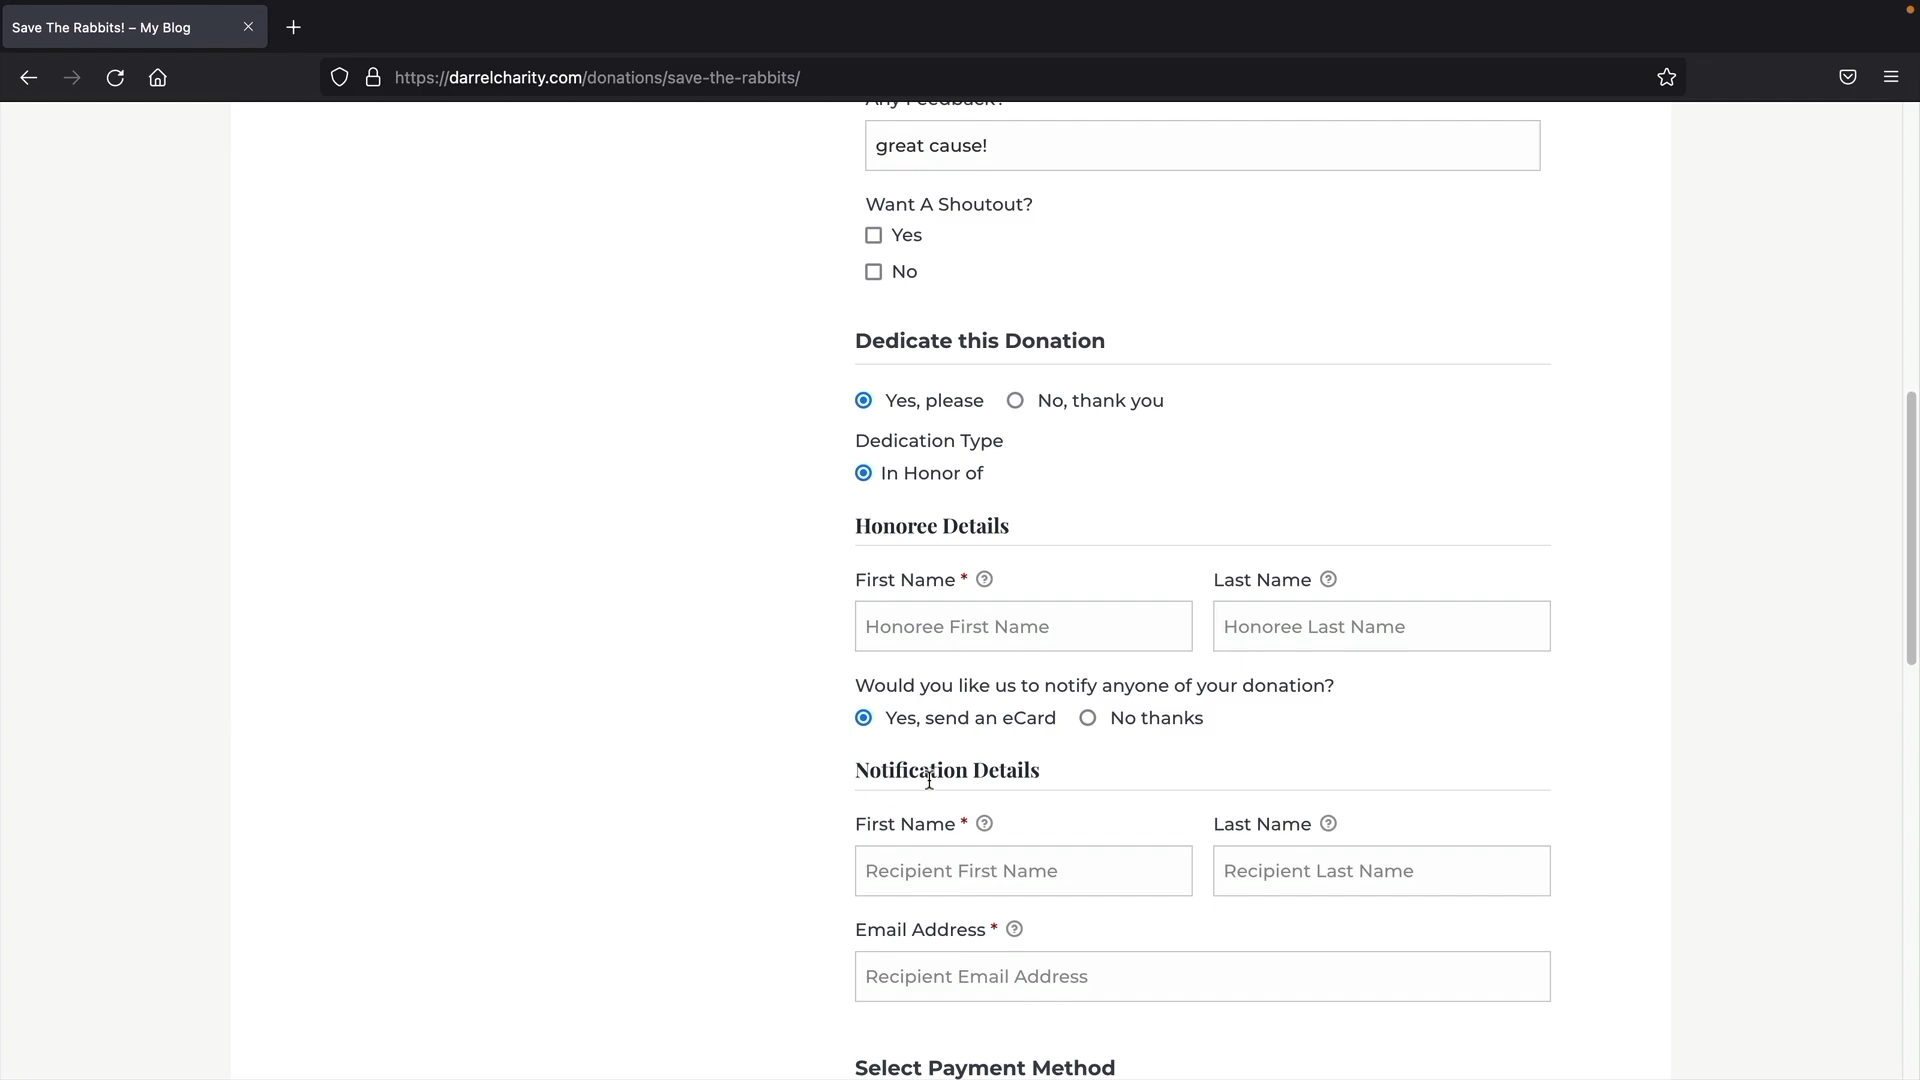 Save The Rabbits! – My Blog
https://darrelcharity.com/donations/save-the-rabbits/
Any Feedback?
great cause!
Want A Shoutout?
Yes
No
Dedicate this Donation
Yes, please No, thank you
Dedication Type
In Honor of
Honoree Details
First Name * Last Name
Honoree First Name Honoree Last Name
Would you like us to notify anyone of your donation?
Yes, send an eCard No thanks
Notification Details
First Name * Last Name
Recipient First Name Recipient Last Name
Email Address *
Recipient Email Address
Select Payment Method